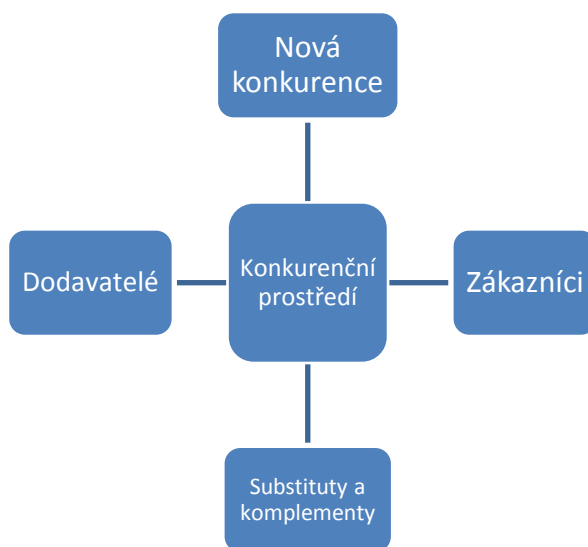 Nová
konkurence
Dodavatelé
Konkurenční
prostředí
Zákazníci
Substituty a
komplementy